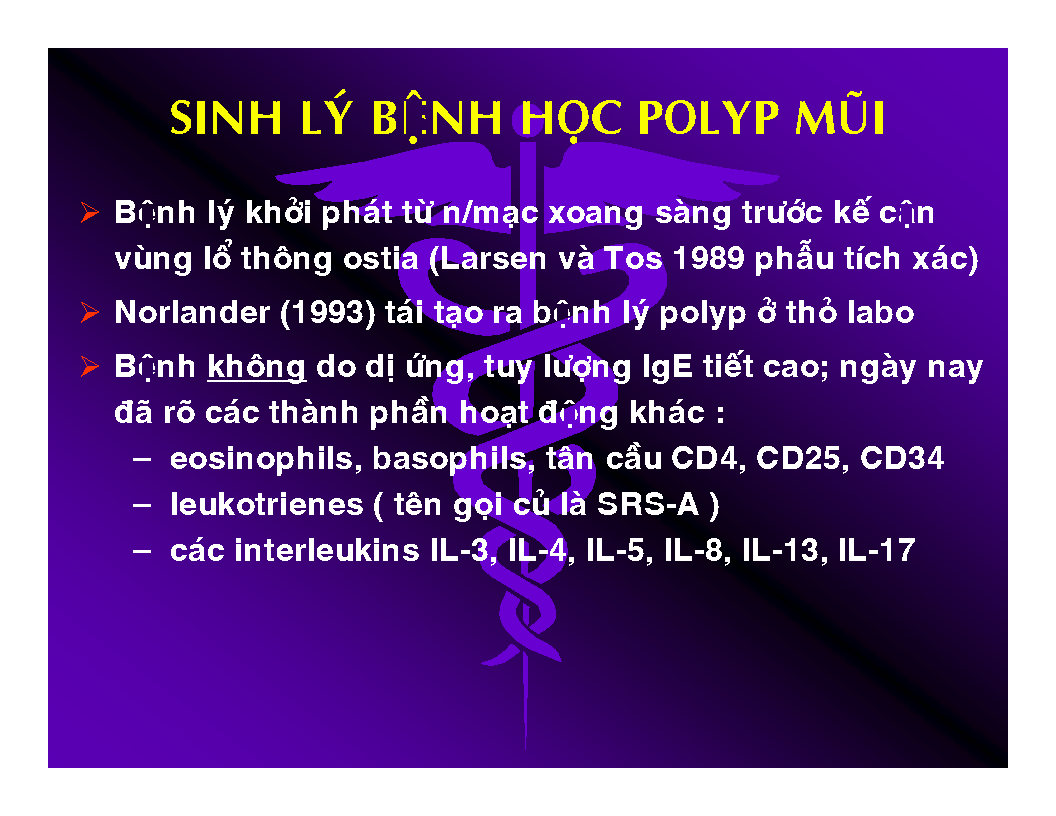 SINH LÝ BỆNH HỌC POLYP MŨI
➢ Bệnh lý khởi phát từ n/mạc xoang sàng trước kế cận
vùng lổ thông ostia (Larsen và Tos 1989 phẫu tích xác)
➢ Norlander (1993) tái tạo ra bệnh lý polyp ở thỏ labo
➢ Bệnh không do dị ứng, tuy lượng IgE tiết cao; ngày nay
đã rõ các thành phần hoạt động khác :
– eosinophils, basophils, tân cầu CD4, CD25, CD34
– leukotrienes ( tên gọi củ là SRS-A )
– các interleukins IL-3, IL-4, IL-5, IL-8, IL-13, IL-17